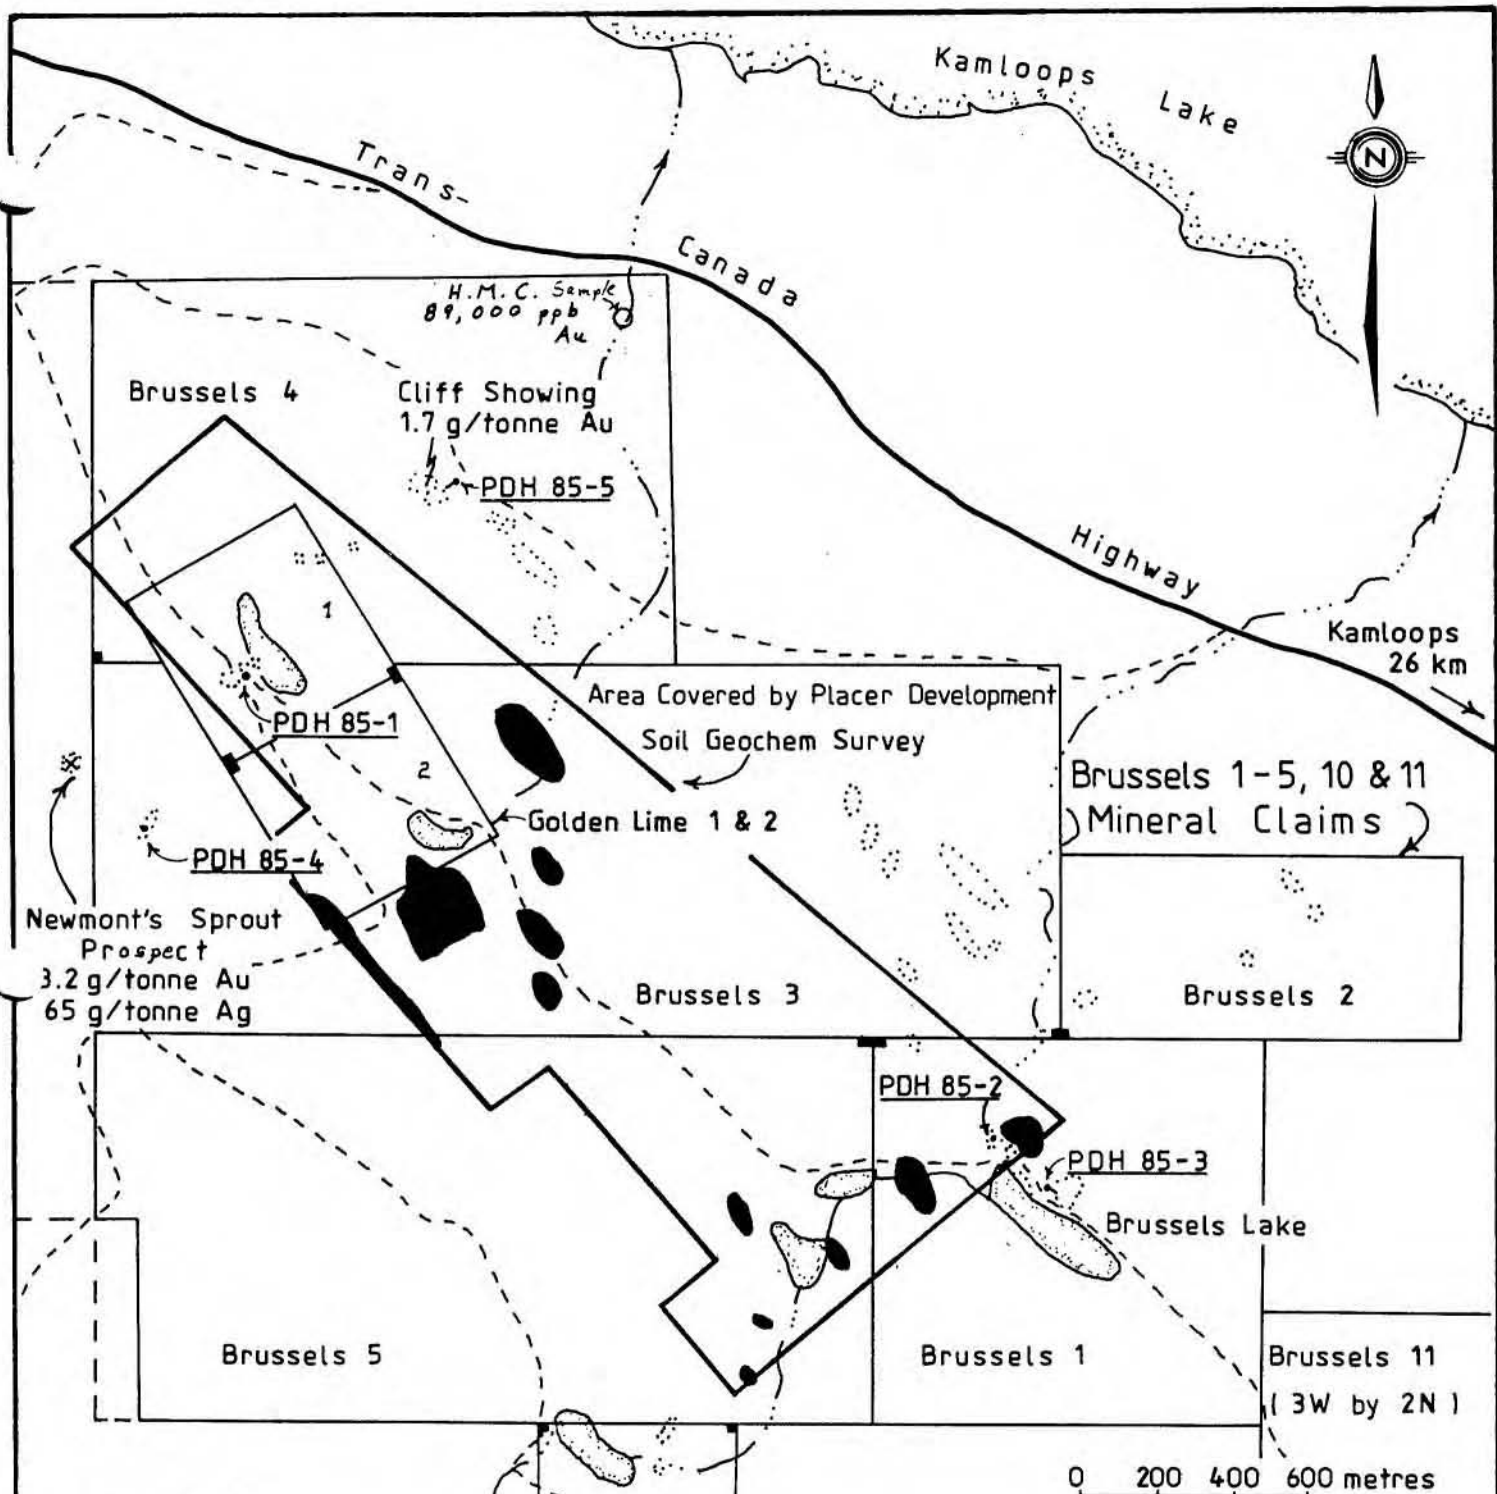 Kamloops
Lake
N
Trans-
Canada
Highway
H.M.C. Sample
89,000 ppb
Au
Brussels 4
Cliff Showing
1.7 g/tonne Au
PDH 85-5
1
Kamloops
26 km
Area Covered by Placer Development
Soil Geochem Survey
PDH 85-1
2
Brussels 1-5, 10 & 11
Mineral Claims
Golden Lime 1 & 2
PDH 85-4
Newmont's Sprout
Prospect
3.2 g/tonne Au
65 g/tonne Ag
Brussels 3
Brussels 2
PDH 85-2
PDH 85-3
Brussels Lake
Brussels 5
Brussels 1
Brussels 11
( 3W by 2N )
0 200 400 600 metres